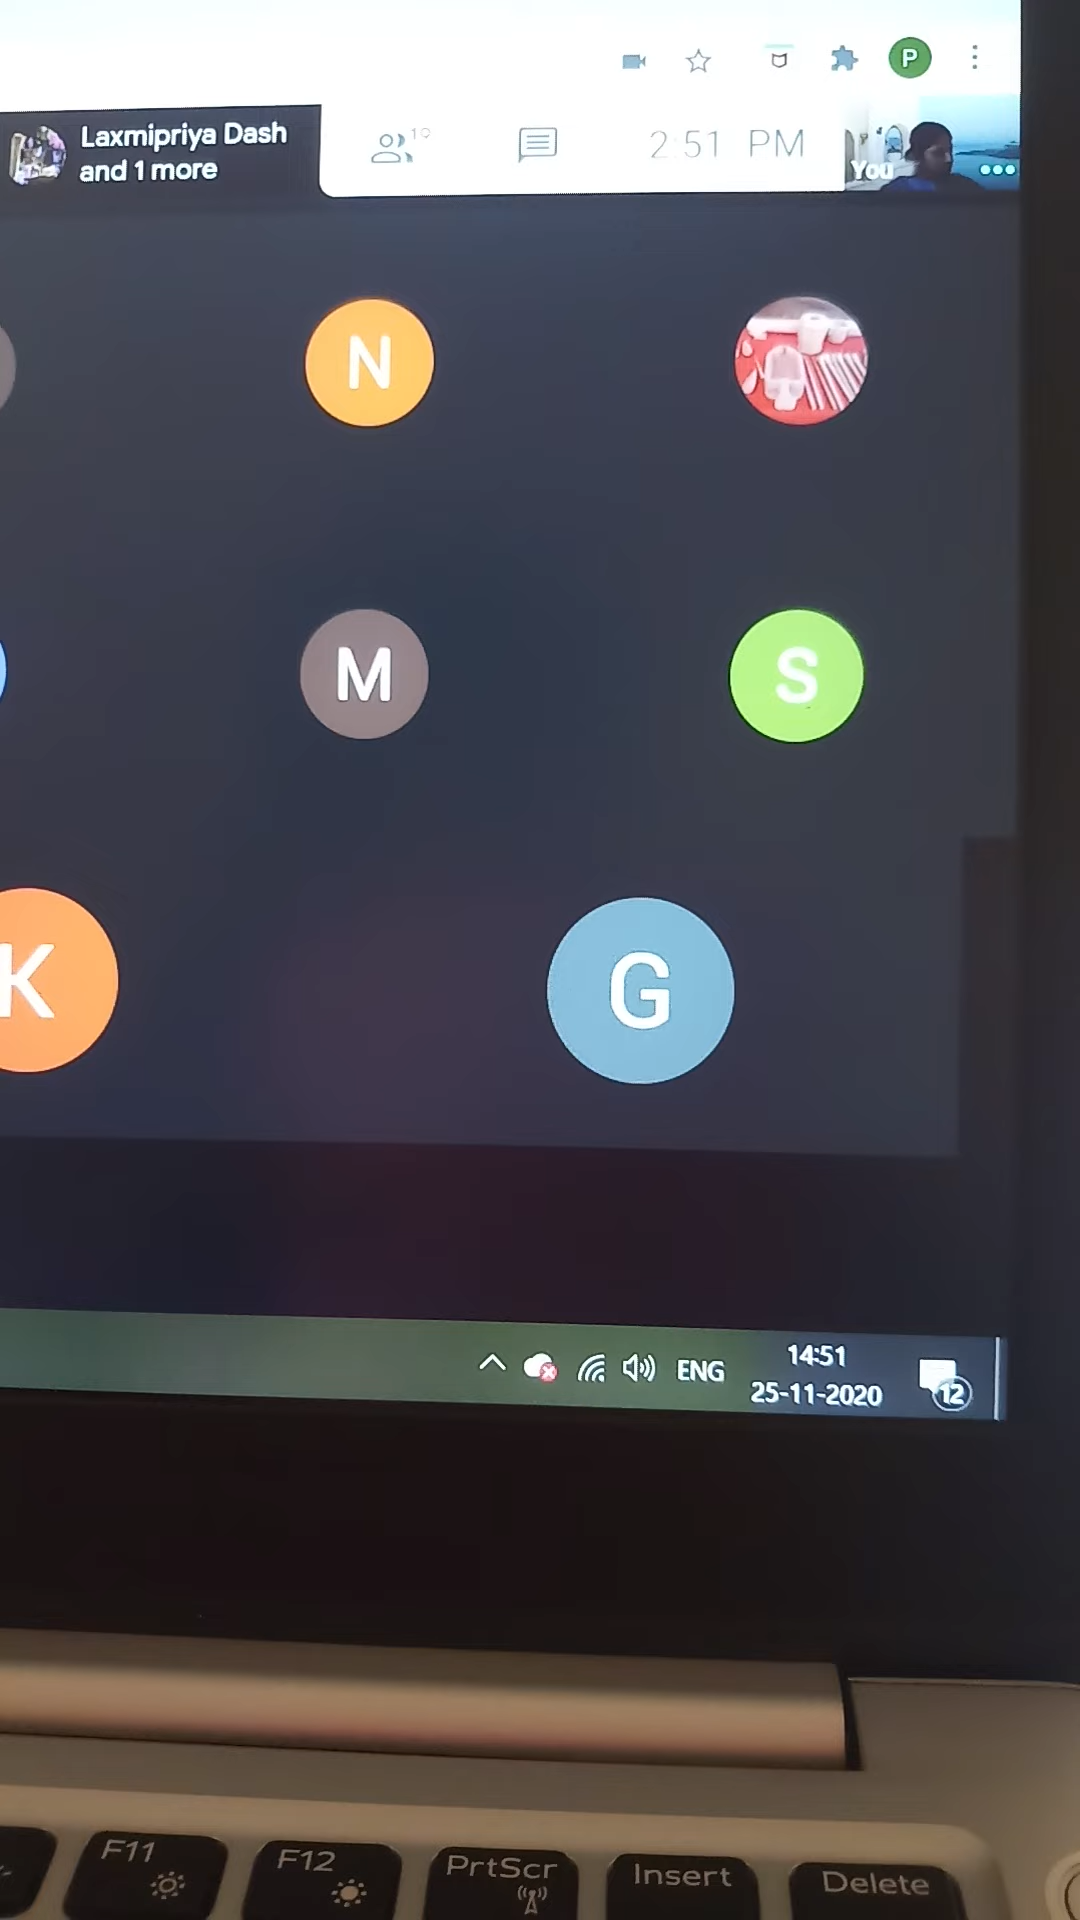 P
Laxmipriya Dash
and 1 more
19
2:51 PM
You
N
M
S
K
G
ENG
14:51
25-11-2020
12
F11
F12
PrtScr
Insert
Delete